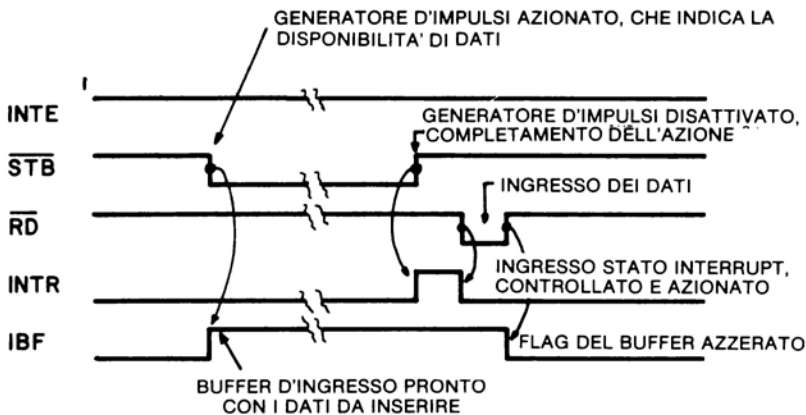 GENERATORE D'IMPULSI AZIONATO, CHE INDICA LA
DISPONIBILITA' DI DATI
INTE
GENERATORE D'IMPULSI DISATTIVATO,
COMPLETAMENTO DELL'AZIONE
STB
INGRESSO DEI DATI
RD
INTR
INGRESSO STATO INTERRUPT,
CONTROLLATO E AZIONATO
IBF
FLAG DEL BUFFER AZZERATO
BUFFER D'INGRESSO PRONTO
CON I DATI DA INSERIRE